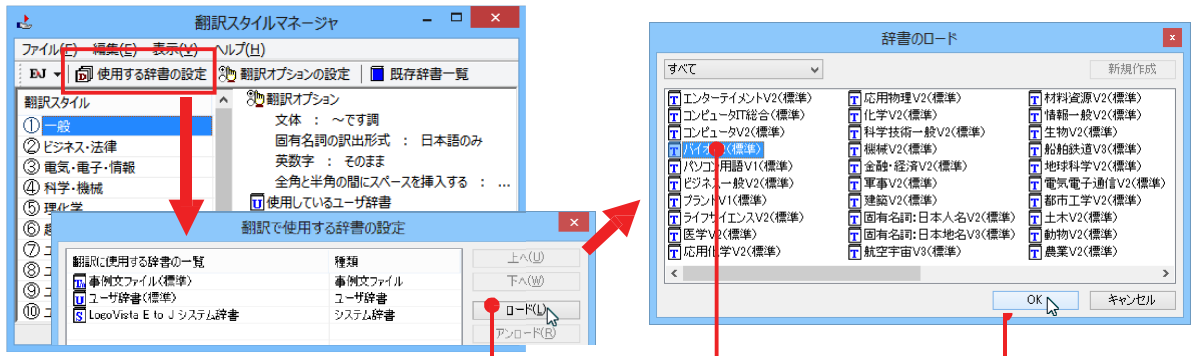 翻訳スタイルマネージャ
ファイル(F) 編集(E) 表示(V) ヘルプ(H)
EJ 使用する辞書の設定 翻訳オプションの設定 既存辞書一覧
翻訳スタイル
① 一般
② ビジネス・法律
③ 電気・電子・情報
④ 科学・機械
⑤ 理化学
⑥
⑦
⑧
⑨
⑩
翻訳オプション
文体 : ～です調
固有名詞の訳出形式 : 日本語のみ
英数字 : そのまま
全角と半角の間にスペースを挿入する : ...
使用しているユーザ辞書
翻訳で使用する辞書の設定
翻訳に使用する辞書の一覧 種類
事例文ファイル(標準) 事例文ファイル
ユーザ辞書(標準) ユーザ辞書
LogoVista E to J システム辞書 システム辞書
上へ(U)
下へ(W)
ロード(L)
アンロード(R)
辞書のロード
すべて 新規作成
エンターテイメントV2(標準)
コンピュータIT総合(標準)
コンピュータV2(標準)
バイオV2(標準)
パソコン用語V1(標準)
ビジネス一般V2(標準)
プラントV1(標準)
ライフサイエンスV2(標準)
医学V2(標準)
応用化学V2(標準)
応用物理V2(標準)
化学V2(標準)
科学技術一般V2(標準)
機械V2(標準)
金融・経済V2(標準)
軍事V2(標準)
建築V2(標準)
固有名詞:日本人名V2(標準)
固有名詞:日本地名V3(標準)
航空宇宙V3(標準)
材料資源V2(標準)
情報一般V2(標準)
生物V2(標準)
船舶鉄道V3(標準)
地球科学V2(標準)
電気電子通信V2(標準)
都市工学V2(標準)
土木V2(標準)
動物V2(標準)
農業V2(標準)
OK キャンセル